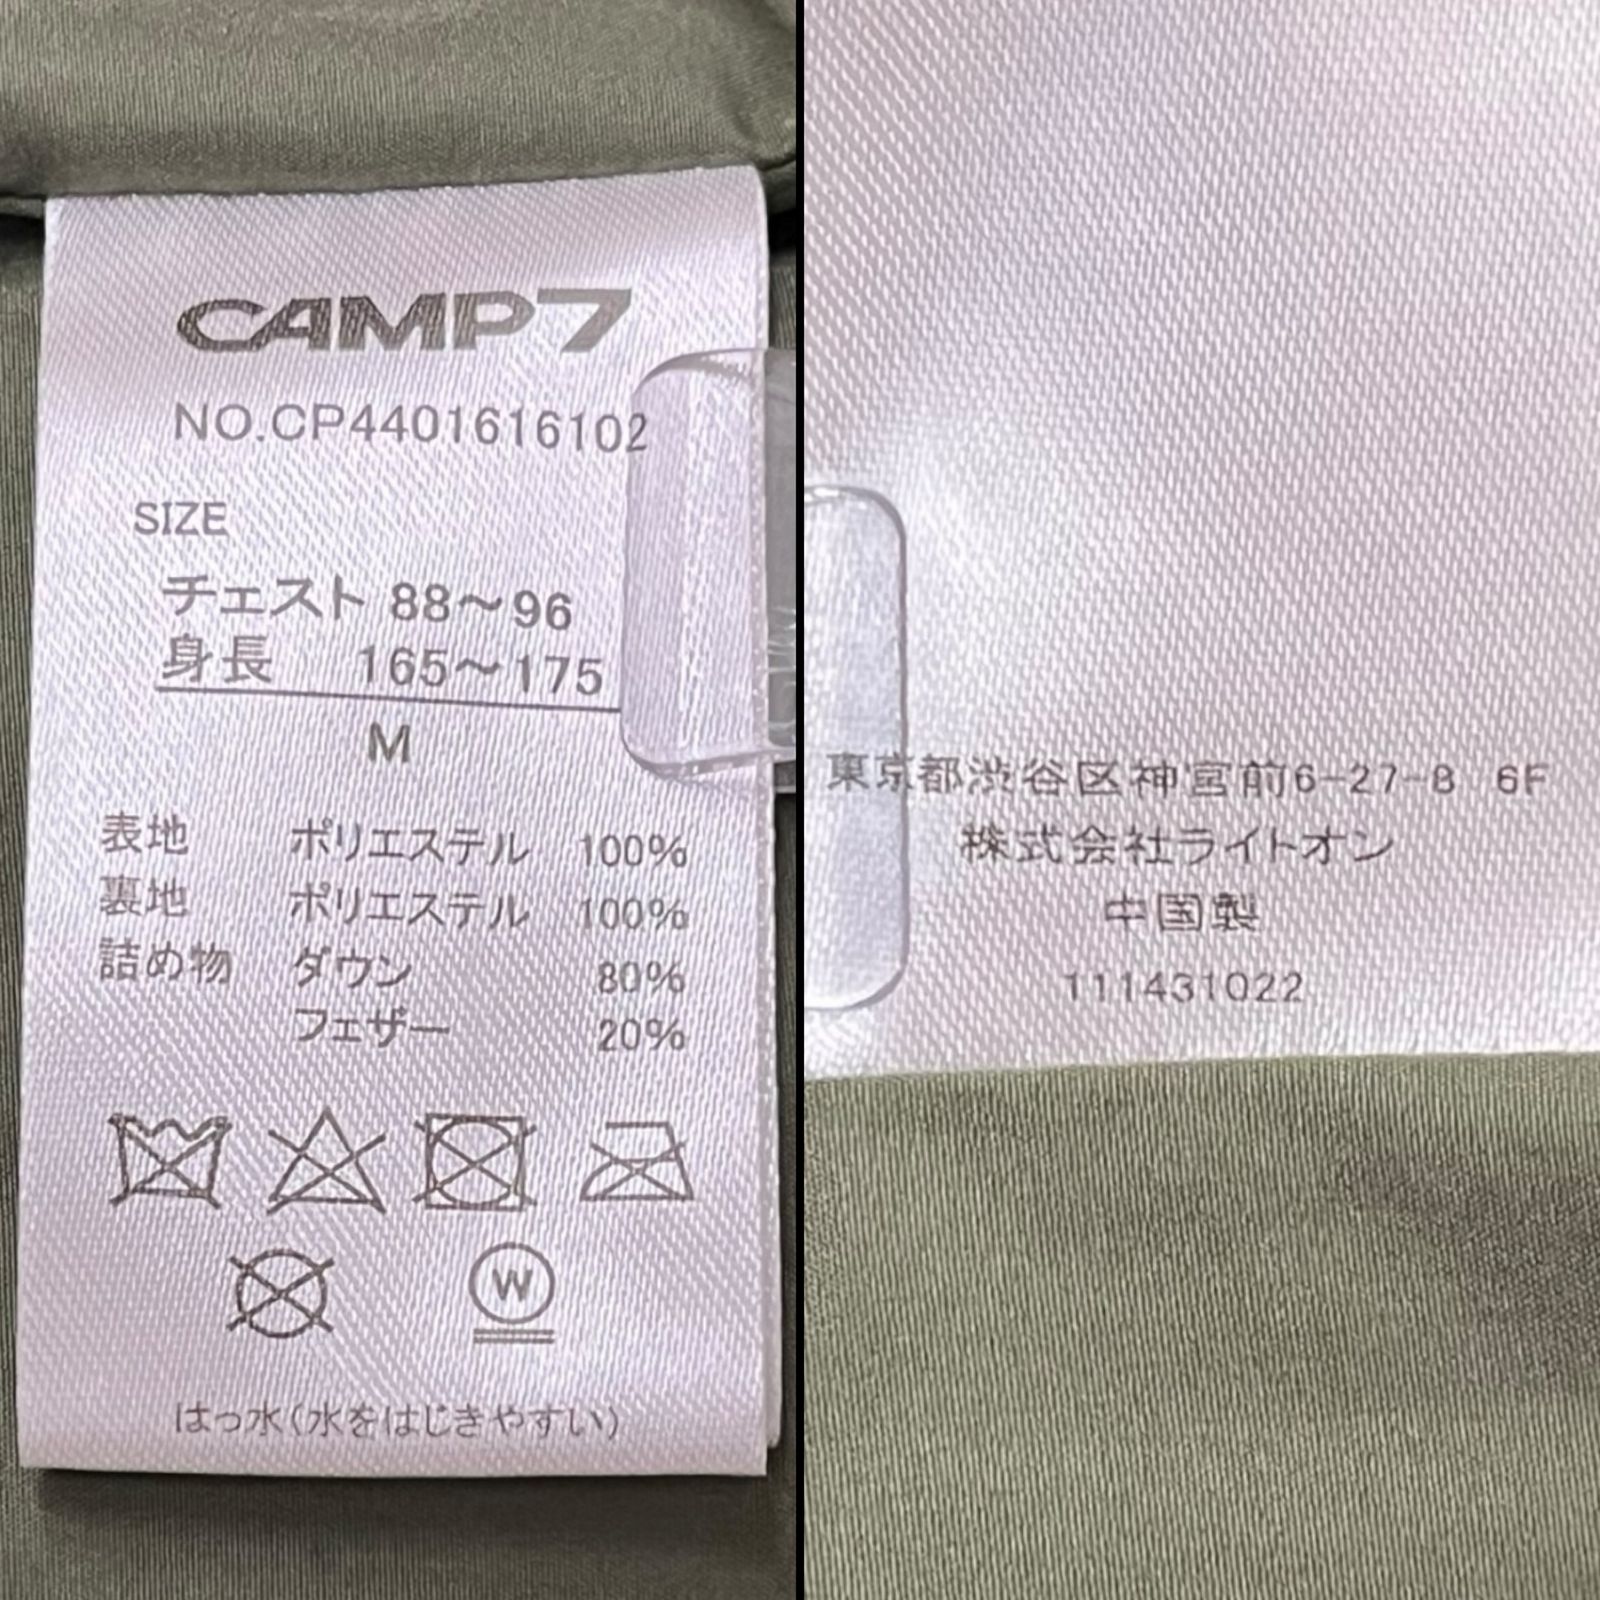 CAMP7
NO.CP4401616102
SIZE
チェスト 88～96
身長 165～175
M
表地 ポリエステル 100%
裏地 ポリエステル 100%
詰め物 ダウン 80%
フェザー 20%
W
はっ水(水をはじきやすい)
東京都渋谷区神宮前6-27-8 6F
株式会社ライトオン
中国製
111431022